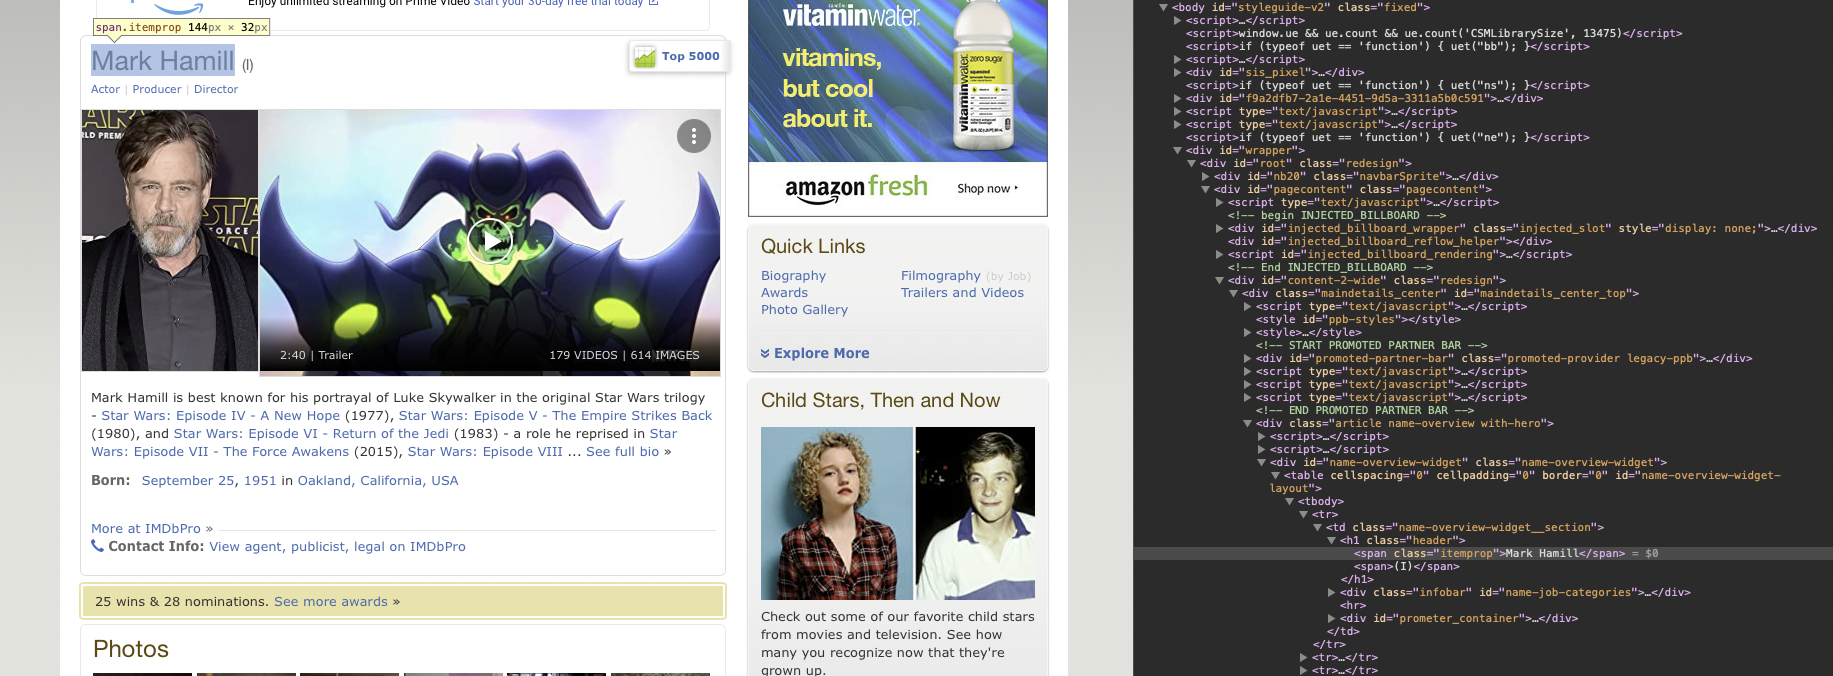 Enjoy unlimited streaming on Prime Video Start your 30-day free trial today
span.itemprop 144px × 32px
Mark Hamill (I)
Top 5000
Actor | Producer | Director
2:40 | Trailer
179 VIDEOS | 614 IMAGES
Mark Hamill is best known for his portrayal of Luke Skywalker in the original Star Wars trilogy
- Star Wars: Episode IV - A New Hope (1977), Star Wars: Episode V - The Empire Strikes Back
(1980), and Star Wars: Episode VI - Return of the Jedi (1983) - a role he reprised in Star
Wars: Episode VII - The Force Awakens (2015), Star Wars: Episode VIII ... See full bio »
Born: September 25, 1951 in Oakland, California, USA
More at IMDbPro »
Contact Info: View agent, publicist, legal on IMDbPro
25 wins & 28 nominations. See more awards »
Photos
vitaminwater
vitamins,
but cool
about it.
zero sugar
squeezed
vitaminwater
amazon fresh
Shop now
Quick Links
Biography
Filmography (by Job)
Awards
Trailers and Videos
Photo Gallery
Explore More
Child Stars, Then and Now
Check out some of our favorite child stars
from movies and television. See how
many you recognize now that they're
grown up.
<body id="styleguide-v2" class="fixed">
<script>…</script>
<script>window.ue && ue.count && ue.count('CSMLibrarySize', 13475)</script>
<script>if (typeof uet == 'function') { uet("bb"); }</script>
<script>…</script>
<div id="sis_pixel">…</div>
<script>if (typeof uet == 'function') { uet("ns"); }</script>
<div id="f9a2dfb7-2a1e-4451-9d5a-3311a5b0c591">…</div>
<script type="text/javascript">…</script>
<script type="text/javascript">…</script>
<script>if (typeof uet == 'function') { uet("ne"); }</script>
<div id="wrapper">
<div id="root" class="redesign">
<div id="nb20" class="navbarSprite">…</div>
<div id="pagecontent" class="pagecontent">
<script type="text/javascript">…</script>
<!-- begin INJECTED_BILLBOARD -->
<div id="injected_billboard_wrapper" class="injected_slot" style="display: none;">…</div>
<div id="injected_billboard_reflow_helper"></div>
<script id="injected_billboard_rendering">…</script>
<!-- End INJECTED_BILLBOARD -->
<div id="content-2-wide" class="redesign">
<div class="maindetails_center" id="maindetails_center_top">
<script type="text/javascript">…</script>
<style id="ppb-styles"></style>
<style>…</style>
<!-- START PROMOTED PARTNER BAR -->
<div id="promoted-partner-bar" class="promoted-provider legacy-ppb">…</div>
<script type="text/javascript">…</script>
<script type="text/javascript">…</script>
<script type="text/javascript">…</script>
<!-- END PROMOTED PARTNER BAR -->
<div class="article name-overview with-hero">
<script>…</script>
<script>…</script>
<div id="name-overview-widget" class="name-overview-widget">
<table cellspacing="0" cellpadding="0" border="0" id="name-overview-widget-
layout">
<tbody>
<tr>
<td class="name-overview-widget__section">
<h1 class="header">
<span class="itemprop">Mark Hamill</span> = $0
<span>(I)</span>
</h1>
<div class="infobar" id="name-job-categories">…</div>
<hr>
<div id="prometer_container">…</div>
</td>
</tr>
<tr>…</tr>
<tr>…</tr>